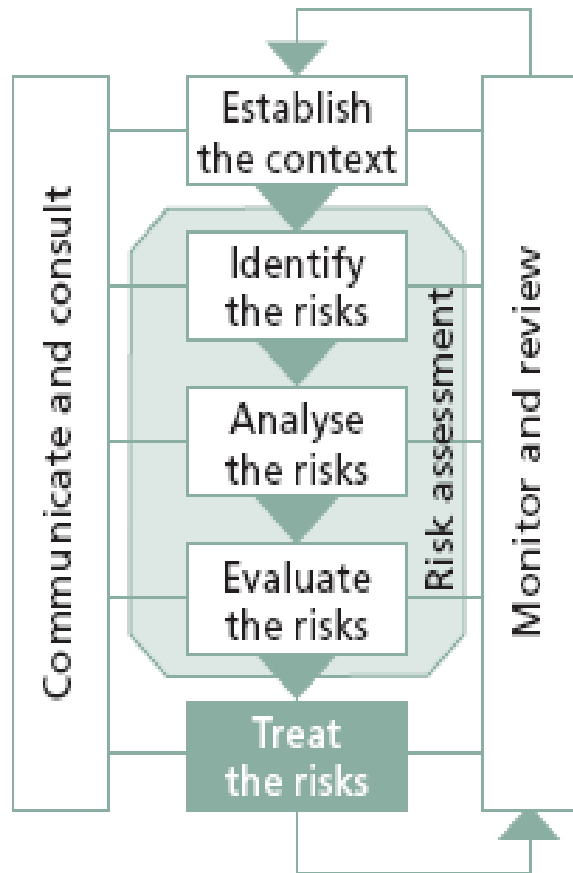 Establish
the context
Communicate and consult
Identify
the risks
Analyse
the risks
Evaluate
the risks
Risk assessment
Monitor and review
Treat
the risks